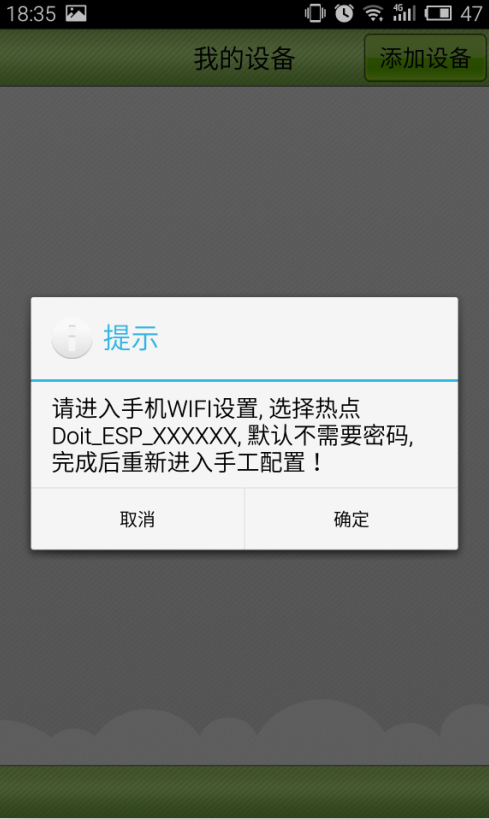 18:35 4G 47
我的设备 添加设备
提示
请进入手机WIFI设置, 选择热点
Doit_ESP_XXXXXX, 默认不需要密码,
完成后重新进入手工配置！
取消 确定